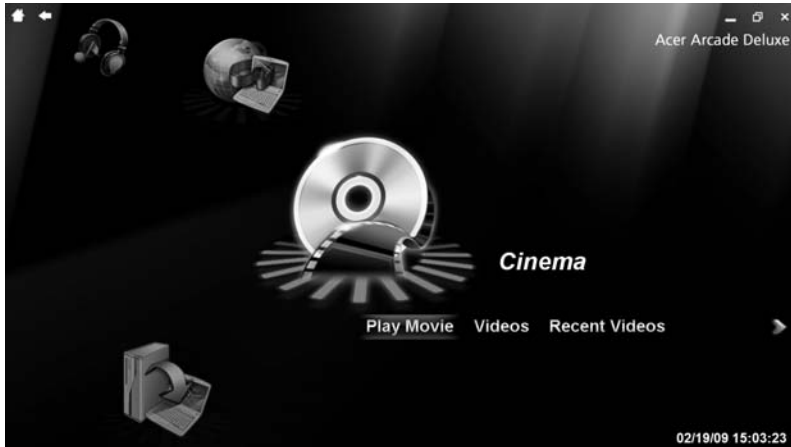 Acer Arcade Deluxe
Cinema
Play Movie Videos Recent Videos
02/19/09 15:03:23